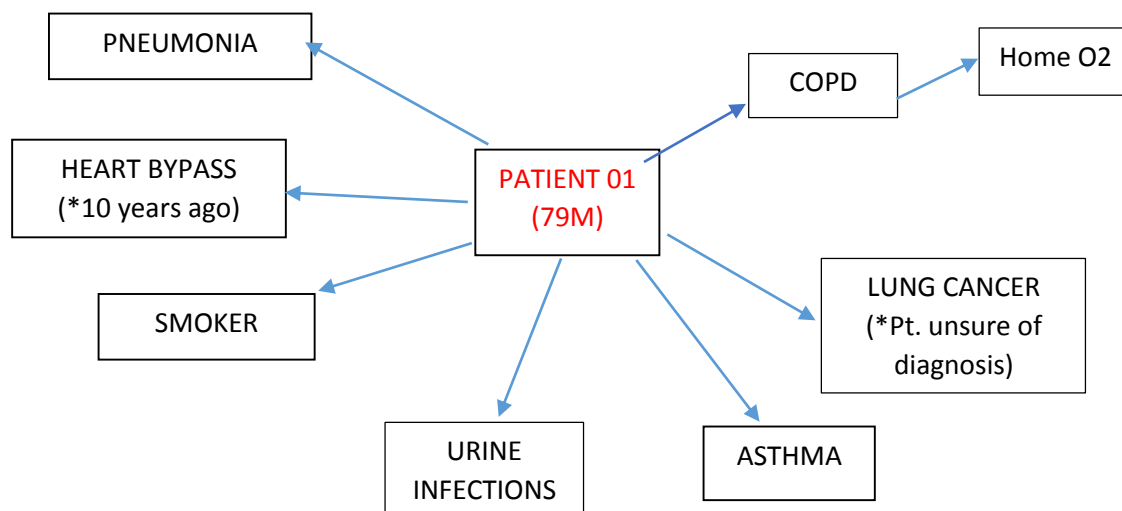 PNEUMONIA
COPD
Home O2
HEART BYPASS
(*10 years ago)
PATIENT 01
(79M)
SMOKER
LUNG CANCER
(*Pt. unsure of
diagnosis)
URINE
INFECTIONS
ASTHMA